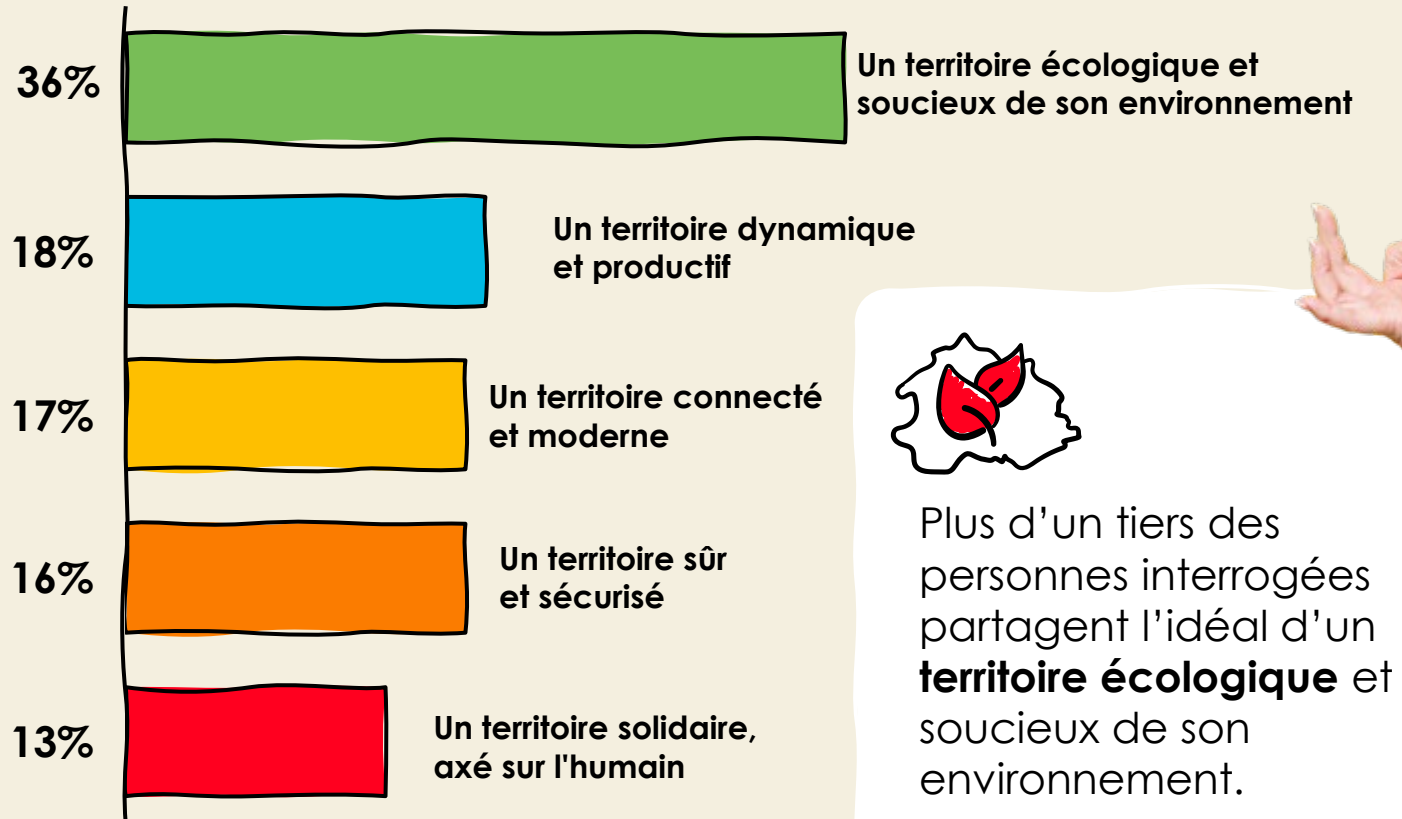 36%
Un territoire écologique et
soucieux de son environnement
18%
Un territoire dynamique
et productif
17%
Un territoire connecté
et moderne
16%
Un territoire sûr
et sécurisé
13%
Un territoire solidaire,
axé sur l'humain
Plus d’un tiers des
personnes interrogées
partagent l’idéal d’un
territoire écologique et
soucieux de son
environnement.